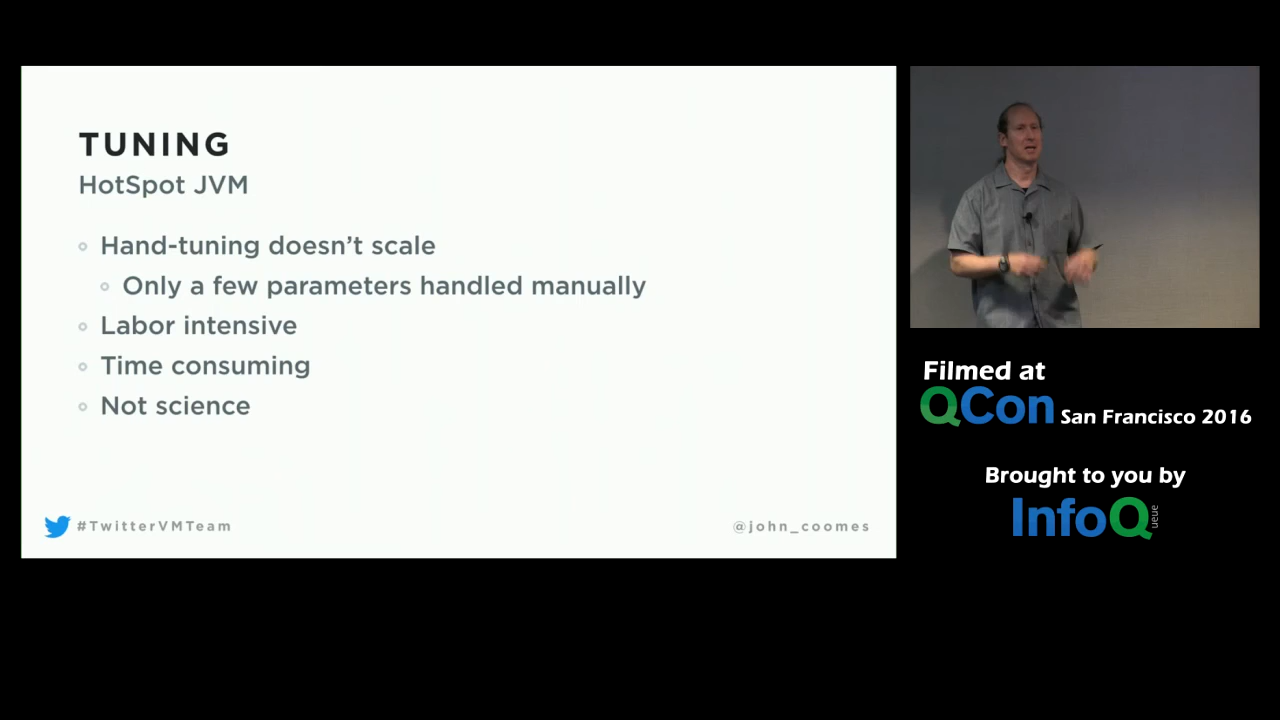 TUNING
HotSpot JVM
Hand-tuning doesn’t scale
Only a few parameters handled manually
Labor intensive
Time consuming
Not science
#TwitterVMTeam
@john_coomes
Filmed at
QCon San Francisco 2016
Brought to you by
InfoQ
ueue